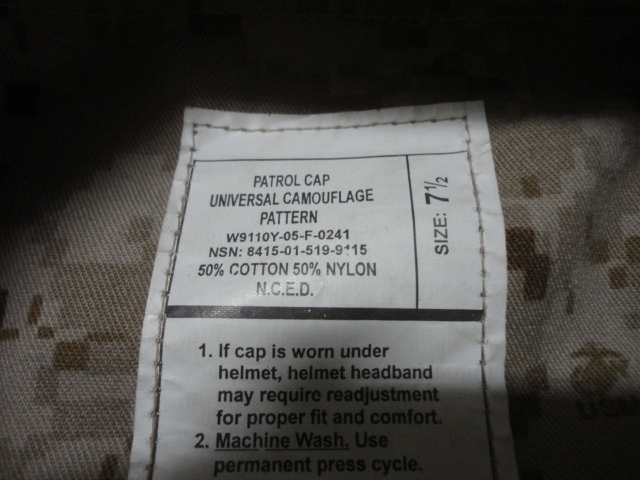 PATROL CAP
UNIVERSAL CAMOUFLAGE
PATTERN
W9110Y-05-F-0241
NSN: 8415-01-519-9115
50% COTTON 50% NYLON
N.C.E.D.
SIZE: 7½
1. If cap is worn under
helmet, helmet headband
may require readjustment
for proper fit and comfort.
2. Machine Wash. Use
permanent press cycle.